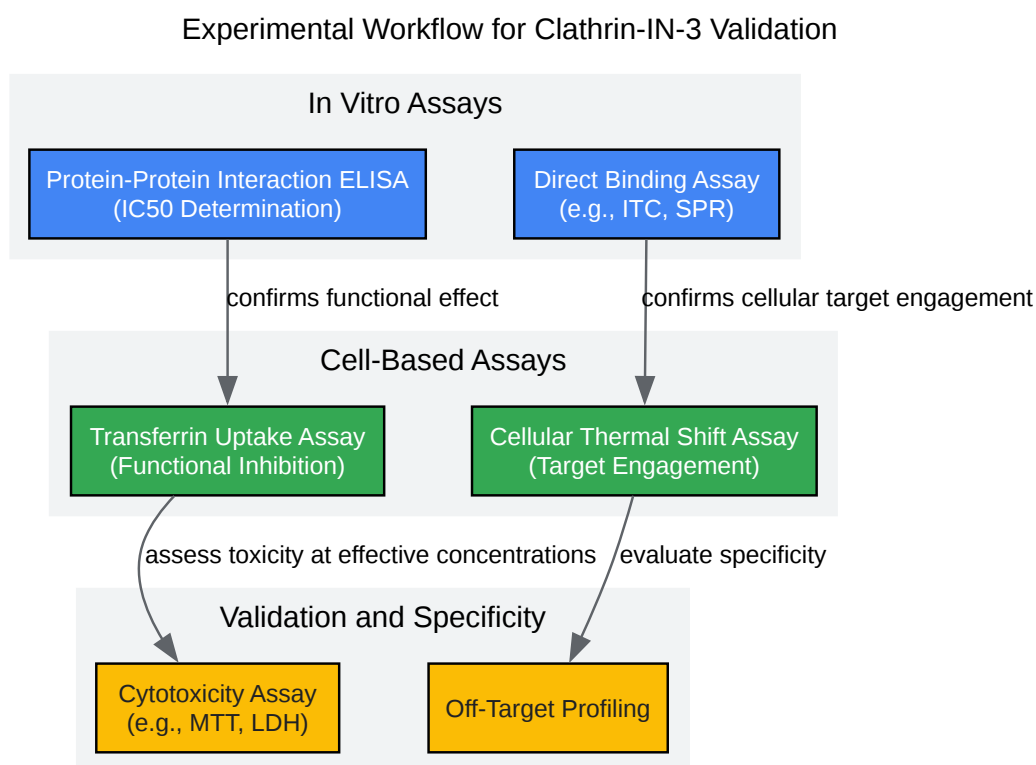 Experimental Workflow for Clathrin-IN-3 Validation
In Vitro Assays
Protein-Protein Interaction ELISA
(IC50 Determination)
Direct Binding Assay
(e.g., ITC, SPR)
confirms functional effect
confirms cellular target engagement
Cell-Based Assays
Transferrin Uptake Assay
(Functional Inhibition)
Cellular Thermal Shift Assay
(Target Engagement)
assess toxicity at effective concentrations
evaluate specificity
Validation and Specificity
Cytotoxicity Assay
(e.g., MTT, LDH)
Off-Target Profiling